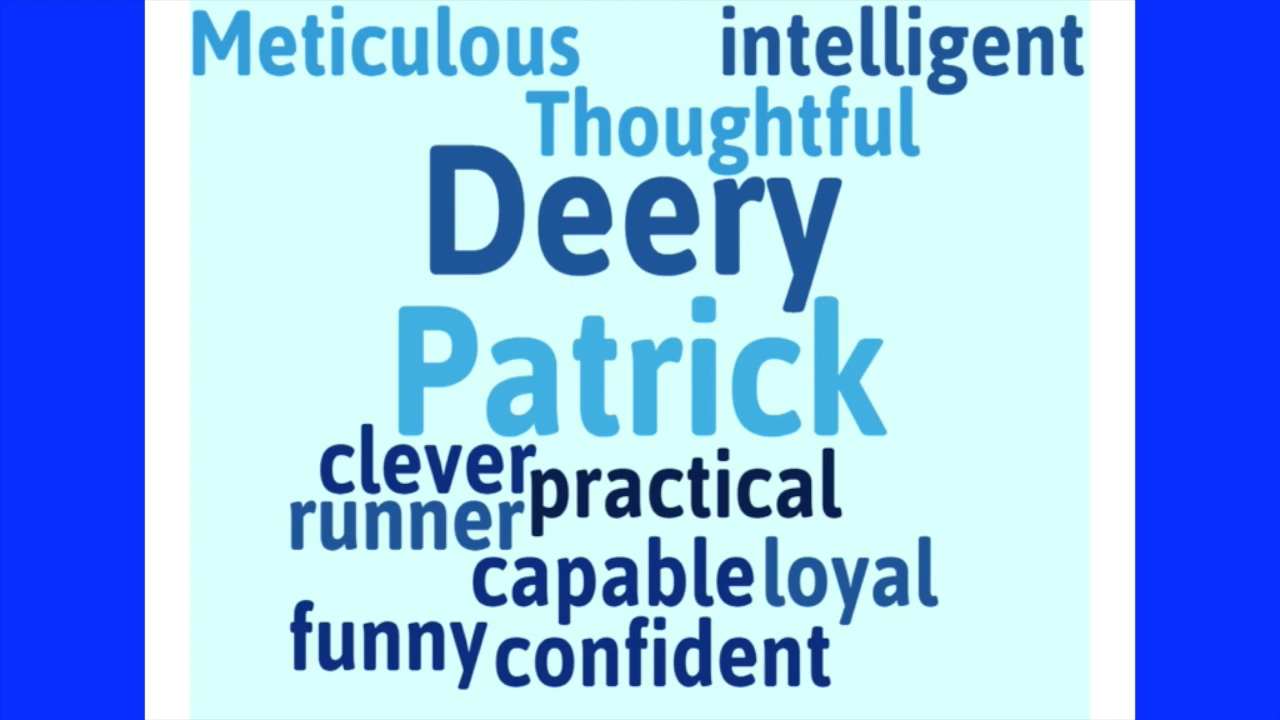 Meticulous intelligent
Thoughtful
Deery
Patrick
clever
practical
runner
capable loyal
funny
confident